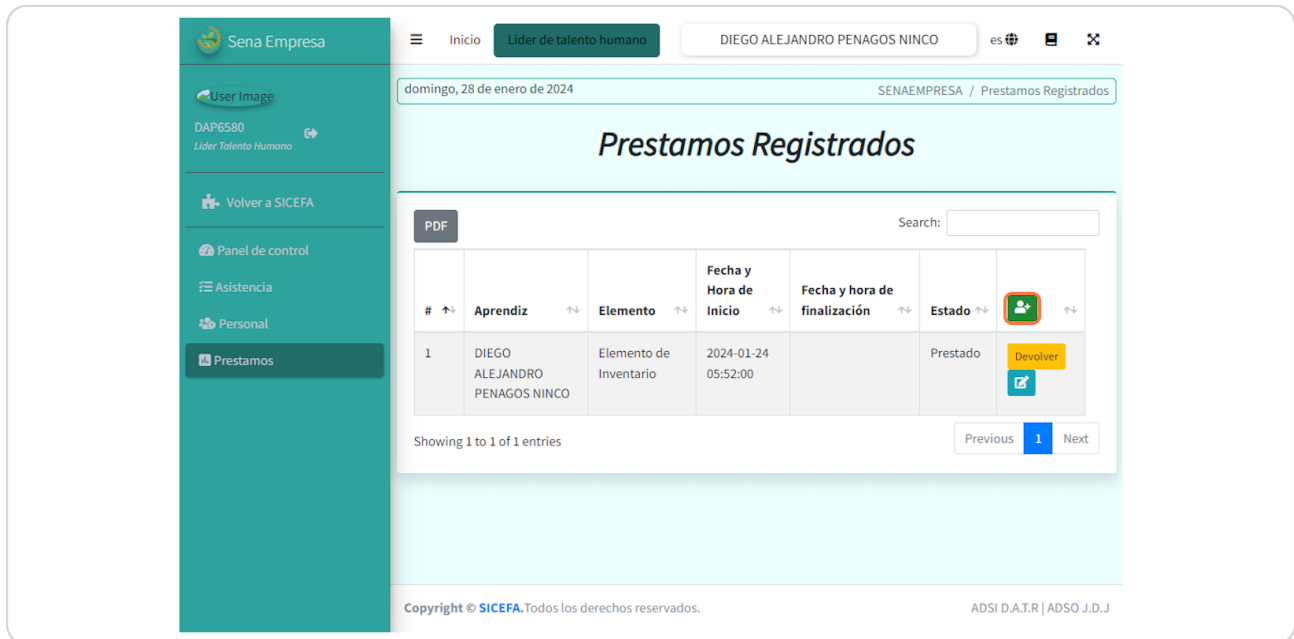 Sena Empresa
Inicio
Lider de talento humano
DIEGO ALEJANDRO PENAGOS NINCO
es
User Image
DAP6580
Lider Talento Humano
Volver a SICEFA
Panel de control
Asistencia
Personal
Prestamos
domingo, 28 de enero de 2024
SENAEMPRESA / Prestamos Registrados
Prestamos Registrados
PDF
Search:
#
Aprendiz
Elemento
Fecha y
Hora de
Inicio
Fecha y hora de
finalización
Estado
1
DIEGO
ALEJANDRO
PENAGOS NINCO
Elemento de
Inventario
2024-01-24
05:52:00
Prestado
Devolver
Showing 1 to 1 of 1 entries
Previous 1 Next
Copyright © SICEFA.Todos los derechos reservados.
ADSI D.A.T.R | ADSO J.D.J